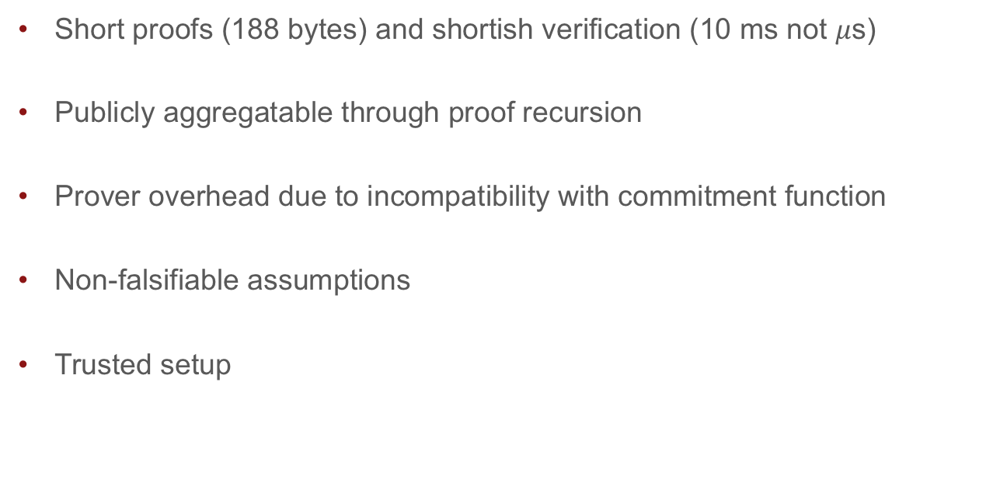 • Short proofs (188 bytes) and shortish verification (10 ms not 𝜇s)
• Publicly aggregatable through proof recursion
• Prover overhead due to incompatibility with commitment function
• Non-falsifiable assumptions
• Trusted setup